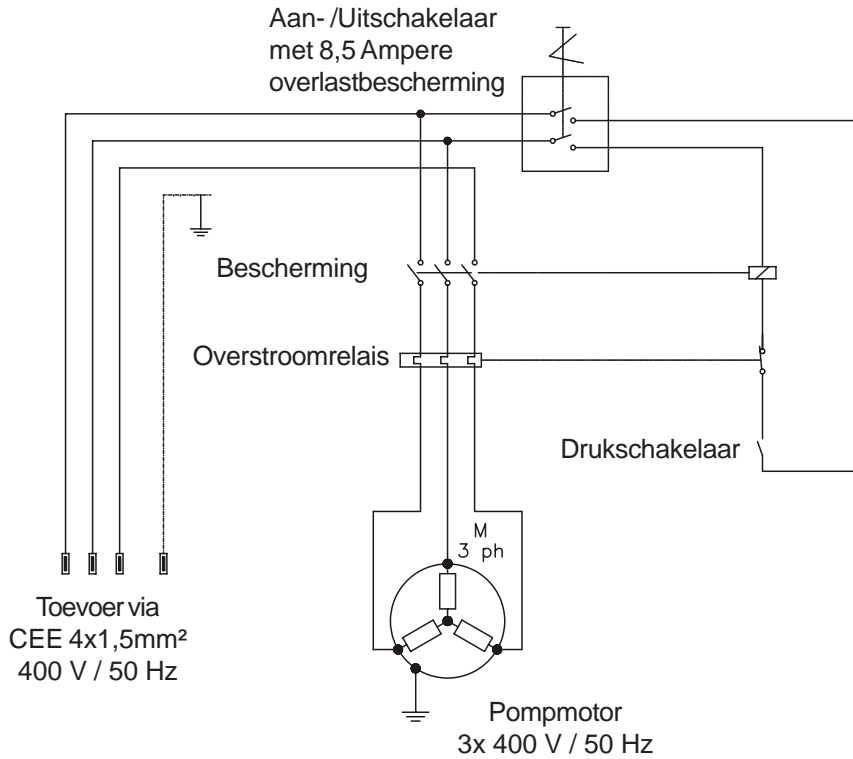 Aan- /Uitschakelaar
met 8,5 Ampere
overlastbescherming
Bescherming
Overstroomrelais
Drukschakelaar
M
3 ph
Toevoer via
CEE 4x1,5mm²
400 V / 50 Hz
Pompmotor
3x 400 V / 50 Hz